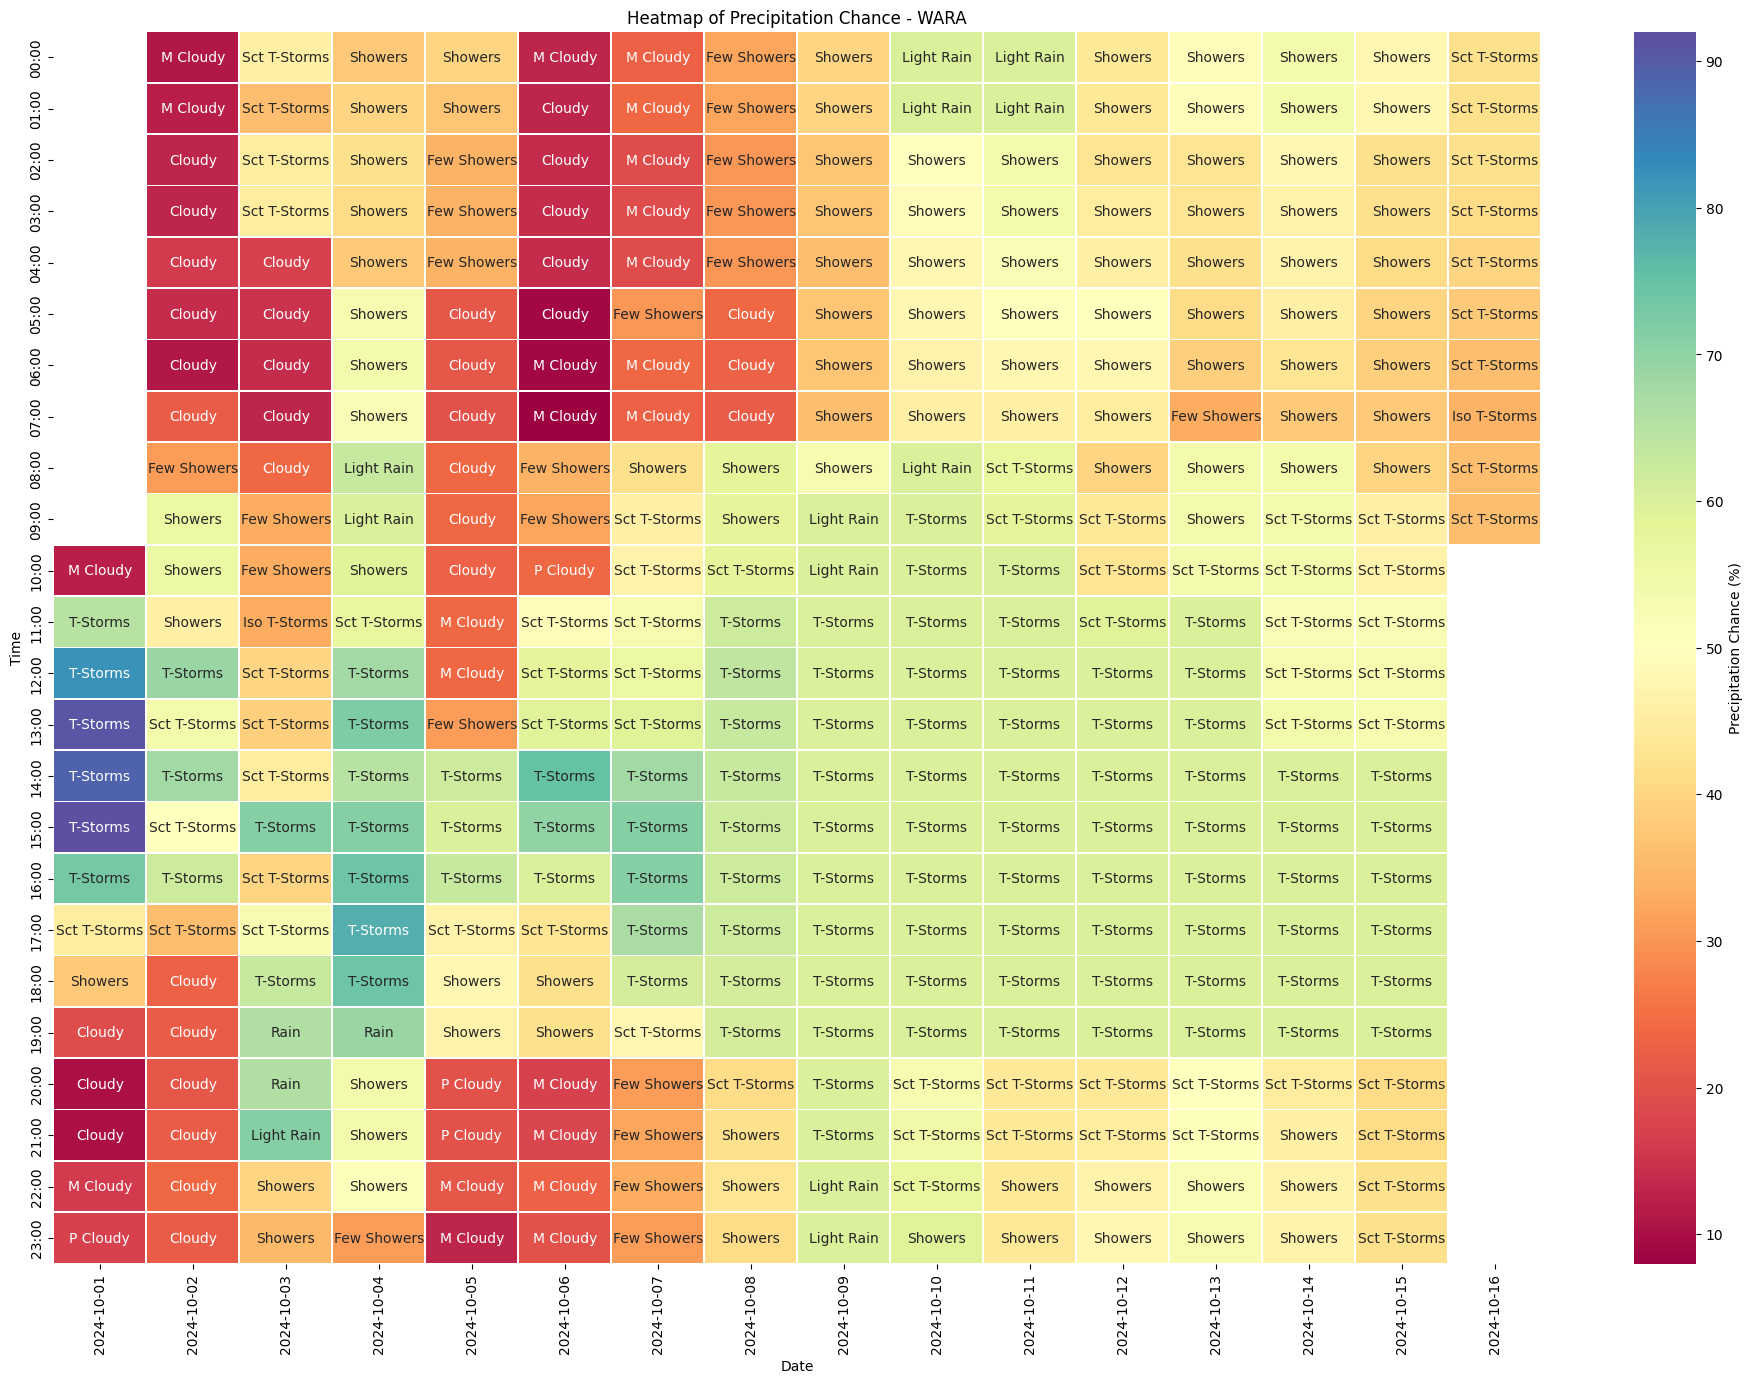 Heatmap of Precipitation Chance - WARA
00:00 M Cloudy Sct T-Storms Showers Showers M Cloudy M Cloudy Few Showers Showers Light Rain Light Rain Showers Showers Showers Showers Sct T-Storms
01:00 M Cloudy Sct T-Storms Showers Showers Cloudy M Cloudy Few Showers Showers Light Rain Light Rain Showers Showers Showers Showers Sct T-Storms
02:00 Cloudy Sct T-Storms Showers Few Showers Cloudy M Cloudy Few Showers Showers Showers Showers Showers Showers Showers Showers Sct T-Storms
03:00 Cloudy Sct T-Storms Showers Few Showers Cloudy M Cloudy Few Showers Showers Showers Showers Showers Showers Showers Showers Sct T-Storms
04:00 Cloudy Cloudy Showers Few Showers Cloudy M Cloudy Few Showers Showers Showers Showers Showers Showers Showers Showers Sct T-Storms
05:00 Cloudy Cloudy Showers Cloudy Cloudy Few Showers Cloudy Showers Showers Showers Showers Showers Showers Showers Sct T-Storms
06:00 Cloudy Cloudy Showers Cloudy M Cloudy M Cloudy Cloudy Showers Showers Showers Showers Showers Showers Showers Sct T-Storms
07:00 Cloudy Cloudy Showers Cloudy M Cloudy M Cloudy Cloudy Showers Showers Showers Showers Few Showers Showers Showers Iso T-Storms
08:00 Few Showers Cloudy Light Rain Cloudy Few Showers Showers Showers Showers Light Rain Sct T-Storms Showers Showers Showers Showers Sct T-Storms
09:00 Showers Few Showers Light Rain Cloudy Few Showers Sct T-Storms Showers Light Rain T-Storms Sct T-Storms Sct T-Storms Showers Sct T-Storms Sct T-Storms Sct T-Storms
10:00 M Cloudy Showers Few Showers Showers Cloudy P Cloudy Sct T-Storms Sct T-Storms Light Rain T-Storms T-Storms Sct T-Storms Sct T-Storms Sct T-Storms Sct T-Storms
11:00 T-Storms Showers Iso T-Storms Sct T-Storms M Cloudy Sct T-Storms Sct T-Storms T-Storms T-Storms T-Storms T-Storms Sct T-Storms T-Storms Sct T-Storms Sct T-Storms
12:00 T-Storms T-Storms Sct T-Storms T-Storms M Cloudy Sct T-Storms Sct T-Storms T-Storms T-Storms T-Storms T-Storms T-Storms T-Storms Sct T-Storms Sct T-Storms
13:00 T-Storms Sct T-Storms Sct T-Storms T-Storms Few Showers Sct T-Storms Sct T-Storms T-Storms T-Storms T-Storms T-Storms T-Storms T-Storms Sct T-Storms Sct T-Storms
14:00 T-Storms T-Storms Sct T-Storms T-Storms T-Storms T-Storms T-Storms T-Storms T-Storms T-Storms T-Storms T-Storms T-Storms T-Storms T-Storms
15:00 T-Storms Sct T-Storms T-Storms T-Storms T-Storms T-Storms T-Storms T-Storms T-Storms T-Storms T-Storms T-Storms T-Storms T-Storms T-Storms
16:00 T-Storms T-Storms Sct T-Storms T-Storms T-Storms T-Storms T-Storms T-Storms T-Storms T-Storms T-Storms T-Storms T-Storms T-Storms T-Storms
17:00 Sct T-Storms Sct T-Storms Sct T-Storms T-Storms Sct T-Storms Sct T-Storms T-Storms T-Storms T-Storms T-Storms T-Storms T-Storms T-Storms T-Storms T-Storms
18:00 Showers Cloudy T-Storms T-Storms Showers Showers T-Storms T-Storms T-Storms T-Storms T-Storms T-Storms T-Storms T-Storms T-Storms
19:00 Cloudy Cloudy Rain Rain Showers Showers Sct T-Storms T-Storms T-Storms T-Storms T-Storms T-Storms T-Storms T-Storms T-Storms
20:00 Cloudy Cloudy Rain Showers P Cloudy M Cloudy Few Showers Sct T-Storms T-Storms Sct T-Storms Sct T-Storms Sct T-Storms Sct T-Storms Sct T-Storms Sct T-Storms
21:00 Cloudy Cloudy Light Rain Showers P Cloudy M Cloudy Few Showers Showers T-Storms Sct T-Storms Sct T-Storms Sct T-Storms Sct T-Storms Showers Sct T-Storms
22:00 M Cloudy Cloudy Showers Showers M Cloudy M Cloudy Few Showers Showers Light Rain Sct T-Storms Showers Showers Showers Showers Sct T-Storms
23:00 P Cloudy Cloudy Showers Few Showers M Cloudy M Cloudy Few Showers Showers Light Rain Showers Showers Showers Showers Showers Sct T-Storms
Time
2024-10-01 2024-10-02 2024-10-03 2024-10-04 2024-10-05 2024-10-06 2024-10-07 2024-10-08 2024-10-09 2024-10-10 2024-10-11 2024-10-12 2024-10-13 2024-10-14 2024-10-15 2024-10-16
Date
90
80
70
60
50
40
30
20
10
Precipitation Chance (%)